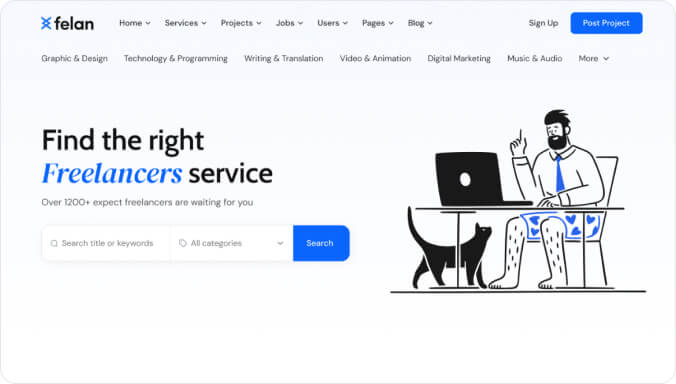 felan Home Services Projects Jobs Users Pages Blog Sign Up Post Project
Graphic & Design Technology & Programming Writing & Translation Video & Animation Digital Marketing Music & Audio More
Find the right
Freelancers service
Over 1200+ expect freelancers are waiting for you
Search title or keywords All categories Search